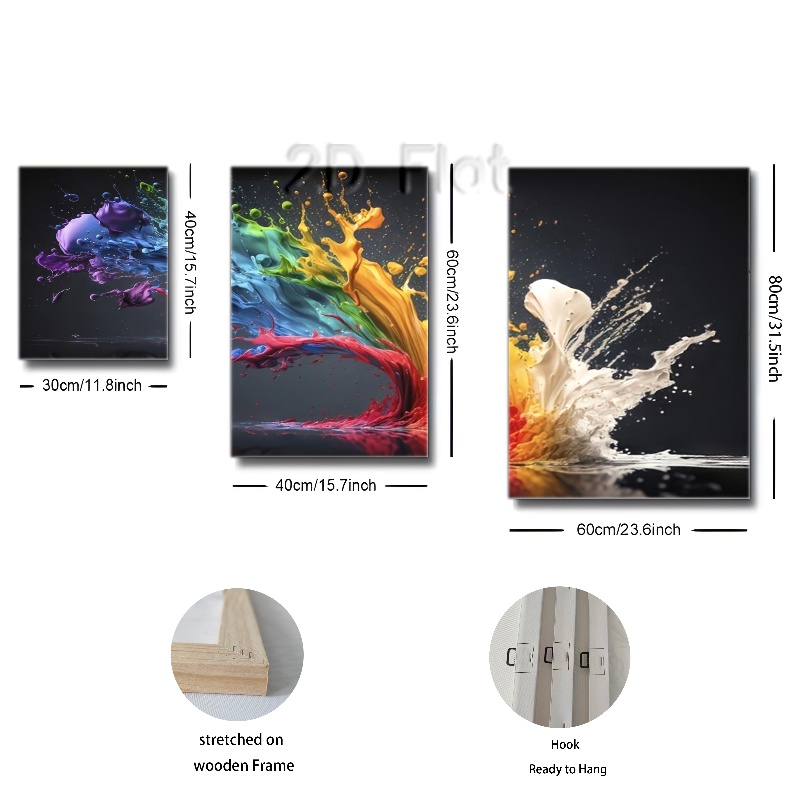 2D Flat
40cm/15.7inch
30cm/11.8inch
60cm/23.6inch
40cm/15.7inch
80cm/31.5inch
60cm/23.6inch
stretched on
wooden Frame
Hook
Ready to Hang